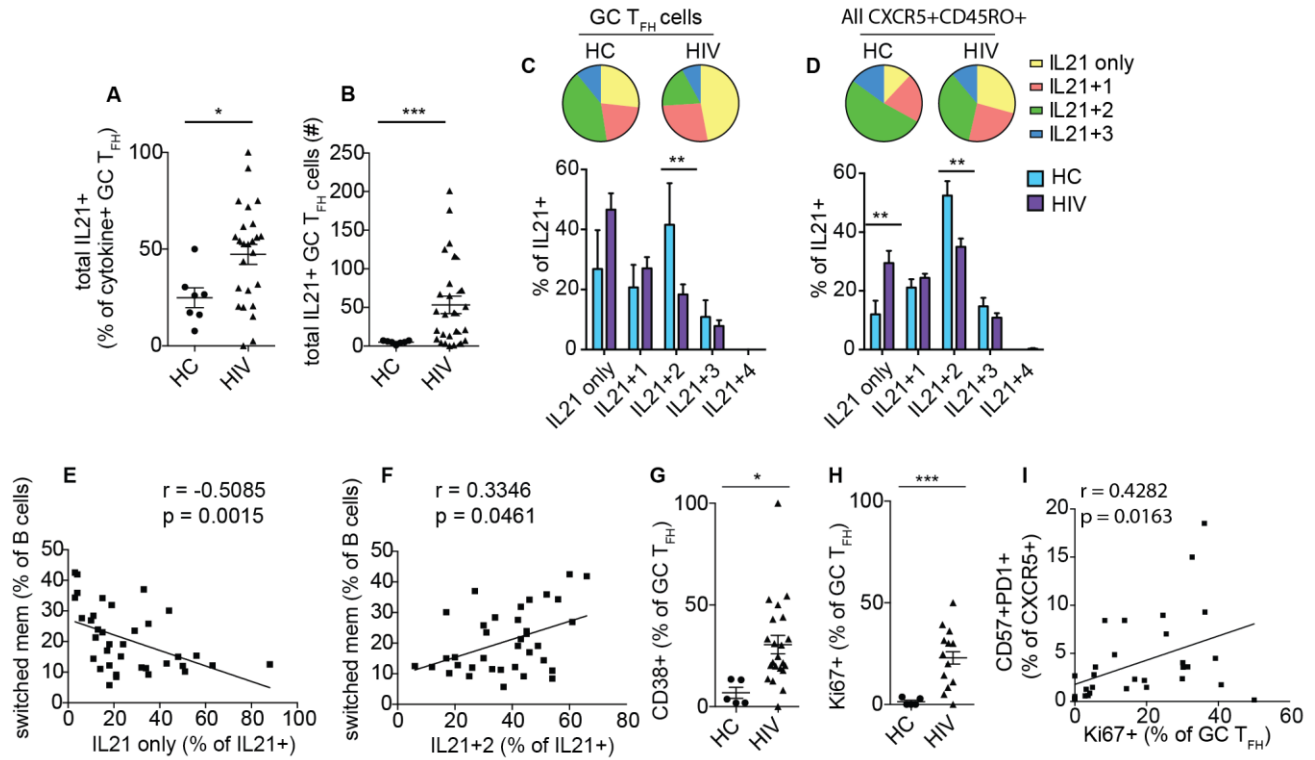 GC TFH cells
All CXCR5+CD45RO+
C
HC
HIV
D
HC
HIV
IL21 only
IL21+1
IL21+2
IL21+3
HC
HIV
A
*
total IL21+
(% of cytokine+ GC TFH)
100
50
0
HC
HIV
B
***
total IL21+ GC TFH cells (#)
250
200
150
100
50
0
HC
HIV
% of IL21+
60
40
20
0
**
IL21 only
IL21+1
IL21+2
IL21+3
IL21+4
% of IL21+
60
40
20
0
**
**
IL21 only
IL21+1
IL21+2
IL21+3
IL21+4
E
r = -0.5085
p = 0.0015
switched mem (% of B cells)
50
40
30
20
10
0
0
20
40
60
80
100
IL21 only (% of IL21+)
F
r = 0.3346
p = 0.0461
switched mem (% of B cells)
50
40
30
20
10
0
0
20
40
60
80
IL21+2 (% of IL21+)
G
*
CD38+ (% of GC TFH)
100
50
0
HC
HIV
H
***
Ki67+ (% of GC TFH)
100
50
0
HC
HIV
I
r = 0.4282
p = 0.0163
CD57+PD1+
(% of CXCR5+)
20
15
10
5
0
0
20
40
60
Ki67+ (% of GC TFH)